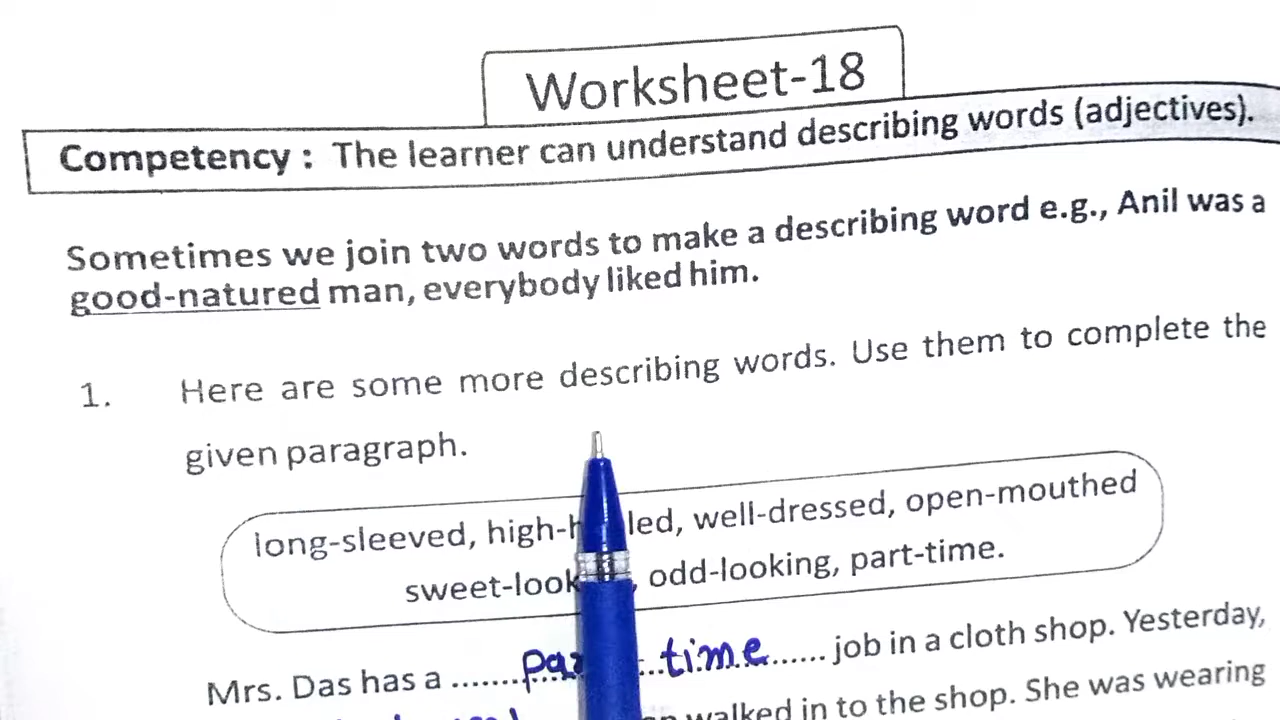 Worksheet-18
Competency : The learner can understand describing words (adjectives).
Sometimes we join two words to make a describing word e.g., Anil was a
good-natured man, everybody liked him.
1. Here are some more describing words. Use them to complete the
given paragraph.
long-sleeved, led, well-dressed, open-mouthed
odd-looking, part-time.
Mrs. Das has a .......... time ...... job in a cloth shop. Yesterday,
walked in to the shop. She was wearing